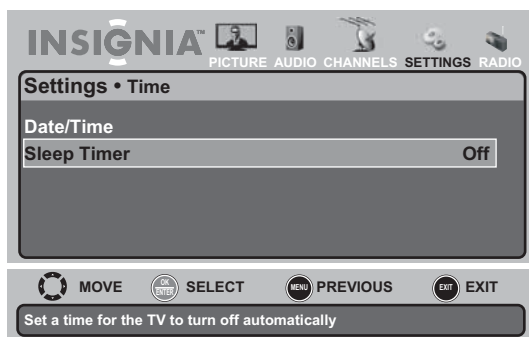 INSIGNIA™
PICTURE AUDIO CHANNELS SETTINGS RADIO
Settings • Time
Date/Time
Sleep Timer Off
MOVE OK ENTER SELECT MENU PREVIOUS EXIT EXIT
Set a time for the TV to turn off automatically